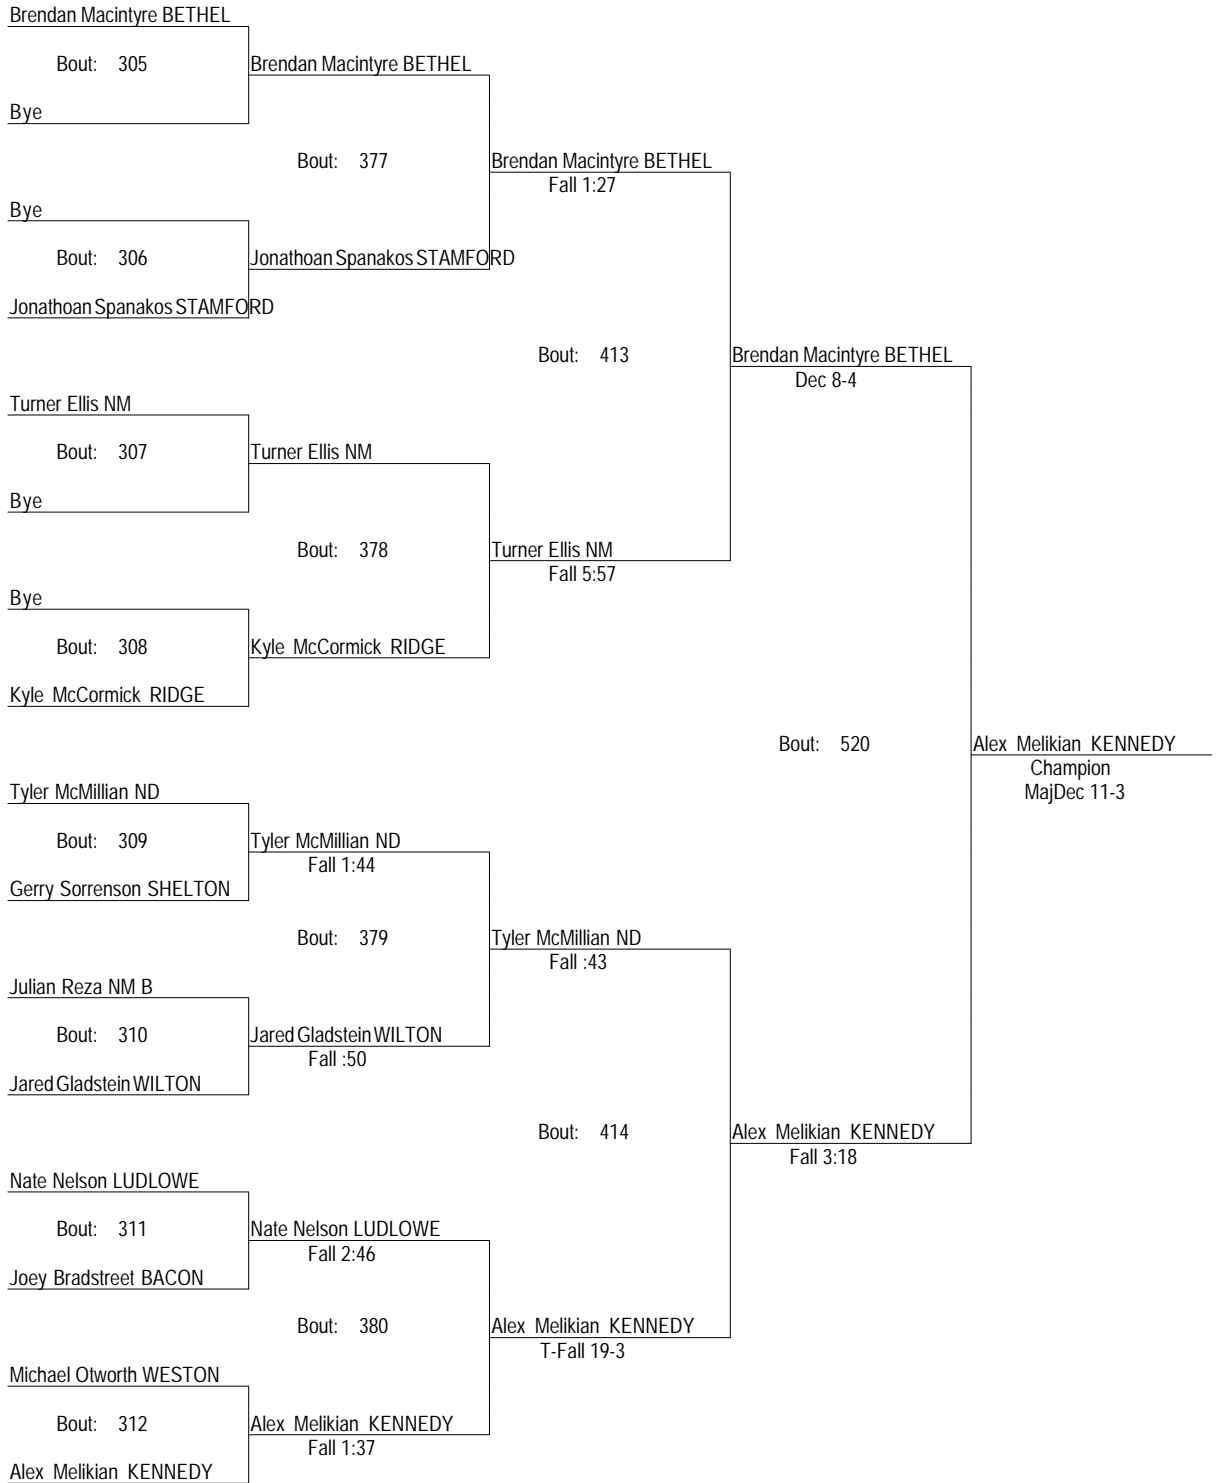 Brendan Macintyre BETHEL
Bout: 305 Brendan Macintyre BETHEL
Bye
Bout: 377 Brendan Macintyre BETHEL
Fall 1:27
Bye
Bout: 306 Jonathoan Spanakos STAMFORD
Jonathoan Spanakos STAMFORD
Bout: 413 Brendan Macintyre BETHEL
Dec 8-4
Turner Ellis NM
Bout: 307 Turner Ellis NM
Bye
Bout: 378 Turner Ellis NM
Fall 5:57
Bye
Bout: 308 Kyle McCormick RIDGE
Kyle McCormick RIDGE
Bout: 520 Alex Melikian KENNEDY
Champion
MajDec 11-3
Tyler McMillian ND
Bout: 309 Tyler McMillian ND
Fall 1:44
Gerry Sorrenson SHELTON
Bout: 379 Tyler McMillian ND
Fall :43
Julian Reza NM B
Bout: 310 Jared Gladstein WILTON
Fall :50
Jared Gladstein WILTON
Bout: 414 Alex Melikian KENNEDY
Fall 3:18
Nate Nelson LUDLOWE
Bout: 311 Nate Nelson LUDLOWE
Fall 2:46
Joey Bradstreet BACON
Bout: 380 Alex Melikian KENNEDY
T-Fall 19-3
Michael Otworth WESTON
Bout: 312 Alex Melikian KENNEDY
Fall 1:37
Alex Melikian KENNEDY